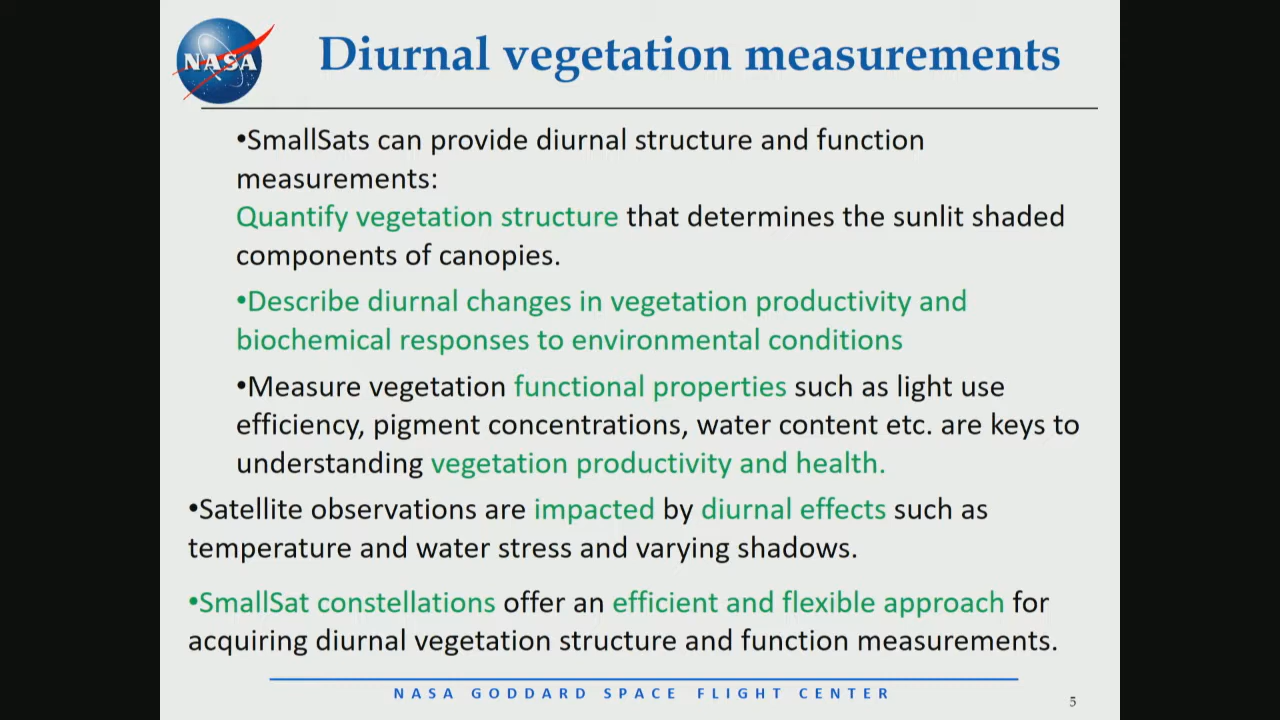 NASA
Diurnal vegetation measurements
•SmallSats can provide diurnal structure and function
measurements:
Quantify vegetation structure that determines the sunlit shaded
components of canopies.
•Describe diurnal changes in vegetation productivity and
biochemical responses to environmental conditions
•Measure vegetation functional properties such as light use
efficiency, pigment concentrations, water content etc. are keys to
understanding vegetation productivity and health.
•Satellite observations are impacted by diurnal effects such as
temperature and water stress and varying shadows.
•SmallSat constellations offer an efficient and flexible approach for
acquiring diurnal vegetation structure and function measurements.
NASA GODDARD SPACE FLIGHT CENTER
5